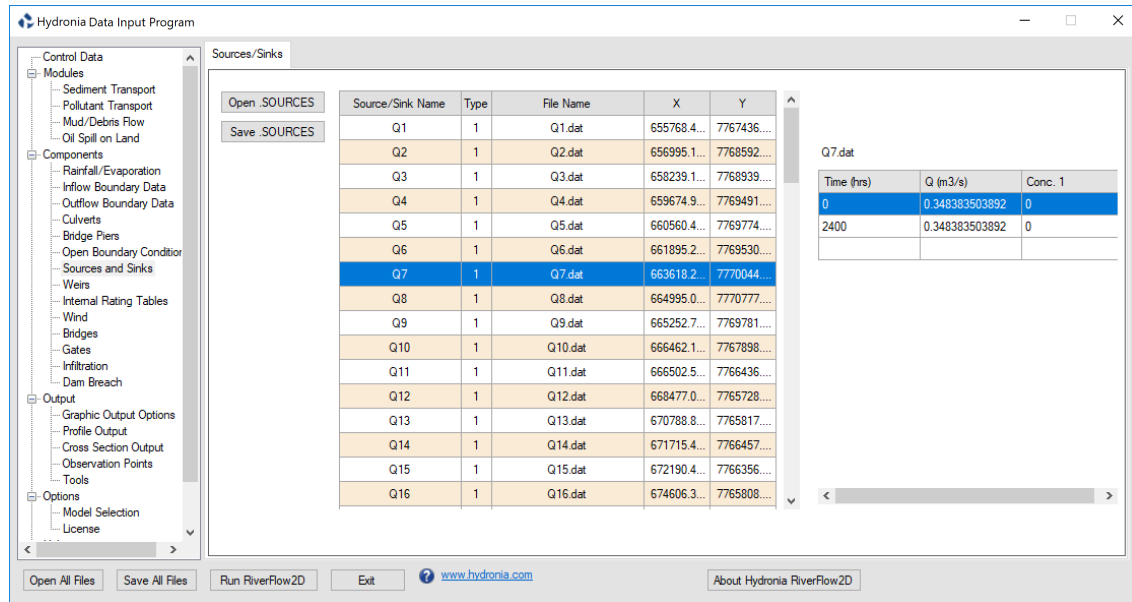 Hydronia Data Input Program
Control Data
Modules
Sediment Transport
Pollutant Transport
Mud/Debris Flow
Oil Spill on Land
Components
Rainfall/Evaporation
Inflow Boundary Data
Outflow Boundary Data
Culverts
Bridge Piers
Open Boundary Condition
Sources and Sinks
Weirs
Internal Rating Tables
Wind
Bridges
Gates
Infiltration
Dam Breach
Output
Graphic Output Options
Profile Output
Cross Section Output
Observation Points
Tools
Options
Model Selection
License
Sources/Sinks
Open .SOURCES
Save .SOURCES
Source/Sink Name Type File Name X Y
Q1 1 Q1.dat 655768.4... 7767436....
Q2 1 Q2.dat 656995.1... 7768592....
Q3 1 Q3.dat 658239.1... 7768939....
Q4 1 Q4.dat 659674.9... 7769491....
Q5 1 Q5.dat 660560.4... 7769774....
Q6 1 Q6.dat 661895.2... 7769530....
Q7 1 Q7.dat 663618.2... 7770044....
Q8 1 Q8.dat 664995.0... 7770777....
Q9 1 Q9.dat 665252.7... 7769781....
Q10 1 Q10.dat 666462.1... 7767898....
Q11 1 Q11.dat 666502.5... 7766436....
Q12 1 Q12.dat 668477.0... 7765728....
Q13 1 Q13.dat 670788.8... 7765817....
Q14 1 Q14.dat 671715.4... 7766457....
Q15 1 Q15.dat 672190.4... 7766356....
Q16 1 Q16.dat 674606.3... 7765808....
Q7.dat
Time (hrs) Q (m3/s) Conc. 1
0 0.348383503892 0
2400 0.348383503892 0
Open All Files Save All Files Run RiverFlow2D Exit www.hydronia.com About Hydronia RiverFlow2D